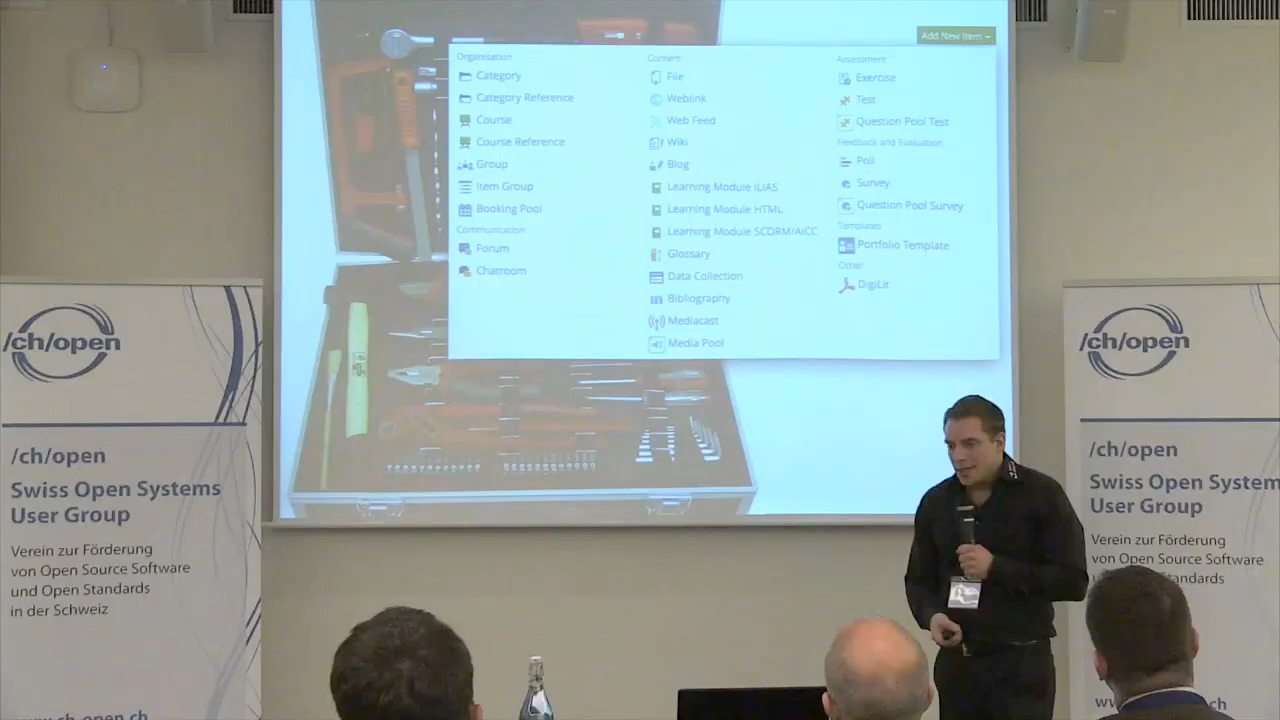 Add New Item
Organisation
Category
Category Reference
Course
Course Reference
Group
Item Group
Booking Pool
Communication
Forum
Chatroom
Content
File
Weblink
Web Feed
Wiki
Blog
Learning Module ILIAS
Learning Module HTML
Learning Module SCORM/AICC
Glossary
Data Collection
Bibliography
Mediacast
Media Pool
Assessment
Exercise
Test
Question Pool Test
Feedback and Evaluation
Poll
Survey
Question Pool Survey
Templates
Portfolio Template
Other
DigiLit
/ch/open
/ch/open
Swiss Open Systems
User Group
Verein zur Förderung
von Open Source Software
und Open Standards
in der Schweiz
www.ch-open.ch
/ch/open
/ch/open
Swiss Open System
User Group
Verein zur Förderung
von Open Source Software
Standards